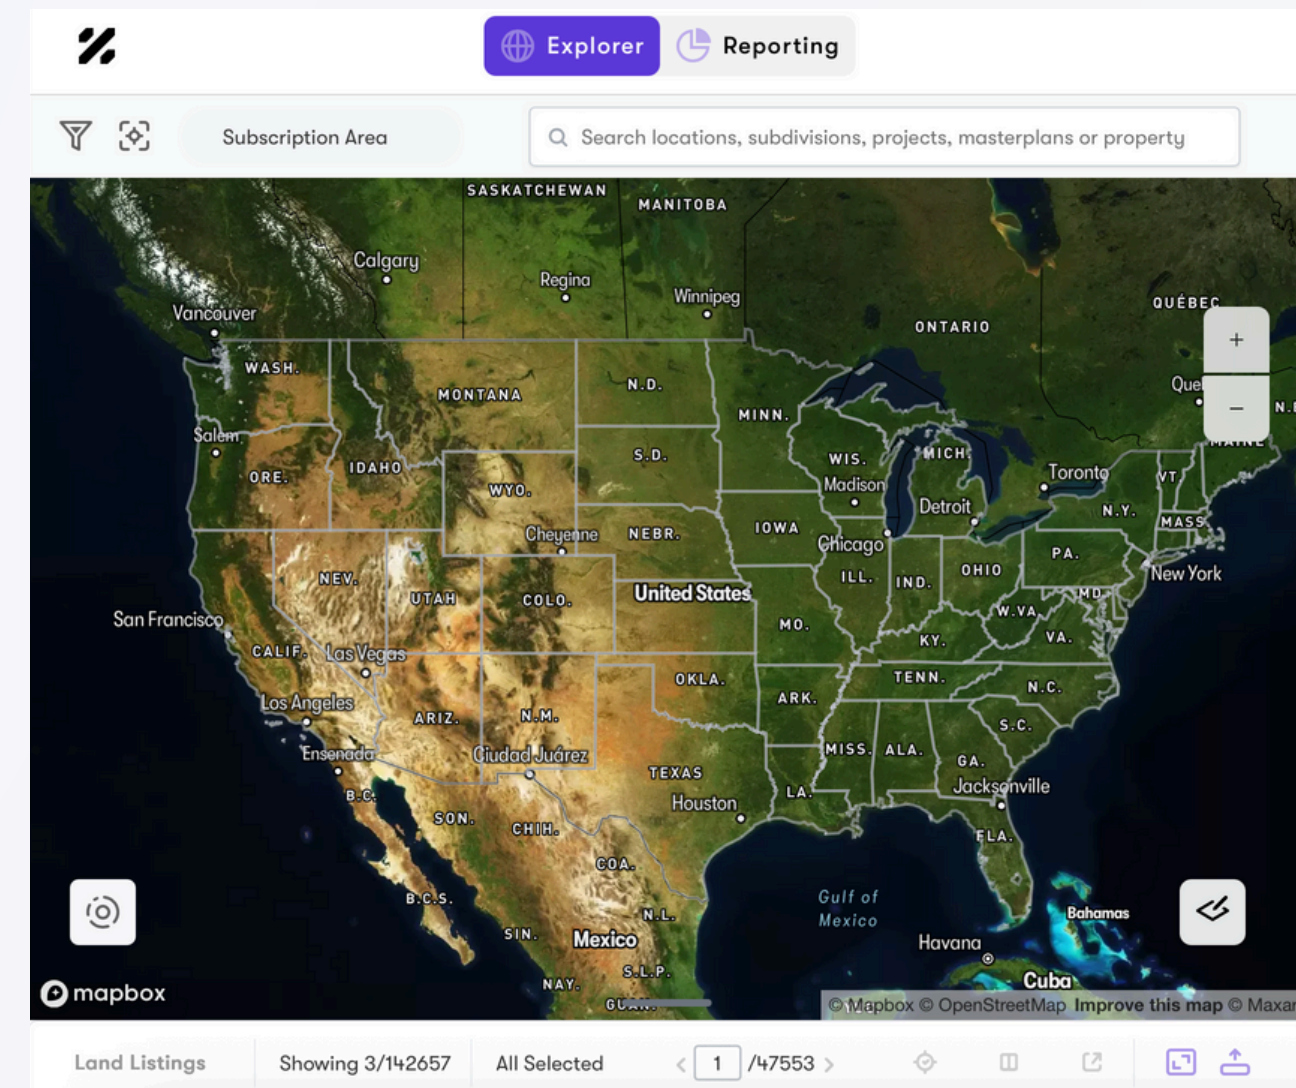 Explorer
Reporting
Subscription Area
Search locations, subdivisions, projects, masterplans or property
SASKATCHEWAN
MANITOBA
Calgary
Regina
Winnipeg
Vancouver
QUÉBEC
ONTARIO
+
WASH.
MONTANA
N.D.
MINN.
Que
−
MAINE
Salem
ORE.
IDAHO
S.D.
WIS.
MICH.
WYO.
Madison
Toronto
VT.
Cheyenne
NEBR.
IOWA
Chicago
Detroit
N.Y.
MASS.
NEV.
UTAH
COLO.
United States
ILL.
IND.
OHIO
PA.
New York
MD.
San Francisco
CALIF.
Las Vegas
MO.
KY.
W.VA.
VA.
Los Angeles
ARIZ.
N.M.
OKLA.
ARK.
TENN.
N.C.
Ensenada
Ciudad Juárez
TEXAS
MISS.
ALA.
GA.
S.C.
B.C.
SON.
CHIH.
Houston
LA.
Jacksonville
COA.
FLA.
B.C.S.
SIN.
Mexico
N.L.
Gulf of
Mexico
Havana
Bahamas
NAY.
S.L.P.
Cuba
mapbox
© Mapbox © OpenStreetMap Improve this map © Maxar
Land Listings
Showing 3/142657
All Selected
< 1 /47553 >